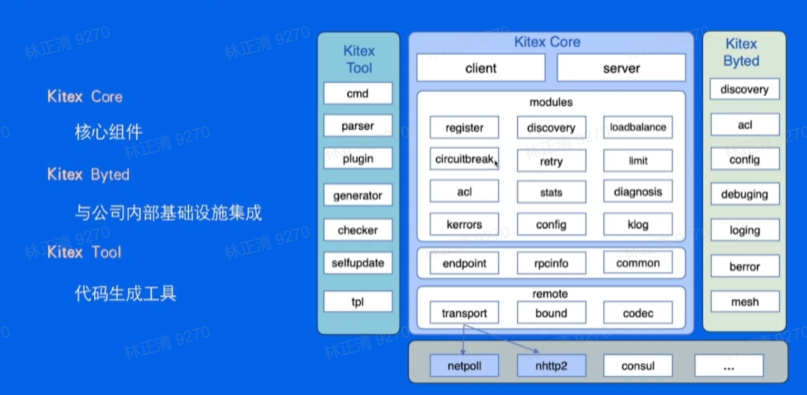 Kitex Core
核心组件
Kitex Byted
与公司内部基础设施集成
Kitex Tool
代码生成工具
Kitex
Tool
cmd
parser
plugin
generator
checker
selfupdate
tpl
Kitex Core
client
server
modules
register
discovery
loadbalance
circuitbreak
retry
limit
acl
stats
diagnosis
kerrors
config
klog
endpoint
rpcinfo
common
remote
transport
bound
codec
netpoll
nhttp2
consul
...
Kitex
Byted
discovery
acl
config
debuging
loging
berror
mesh
林正清 9270
林正清 9270
林正清 9270
林正清 9270
林正清 9270
林正清 9270